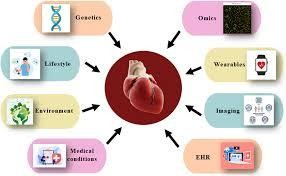 Genetics
Omics
Lifestyle
Wearables
Environment
Imaging
Medical
conditions
EHR